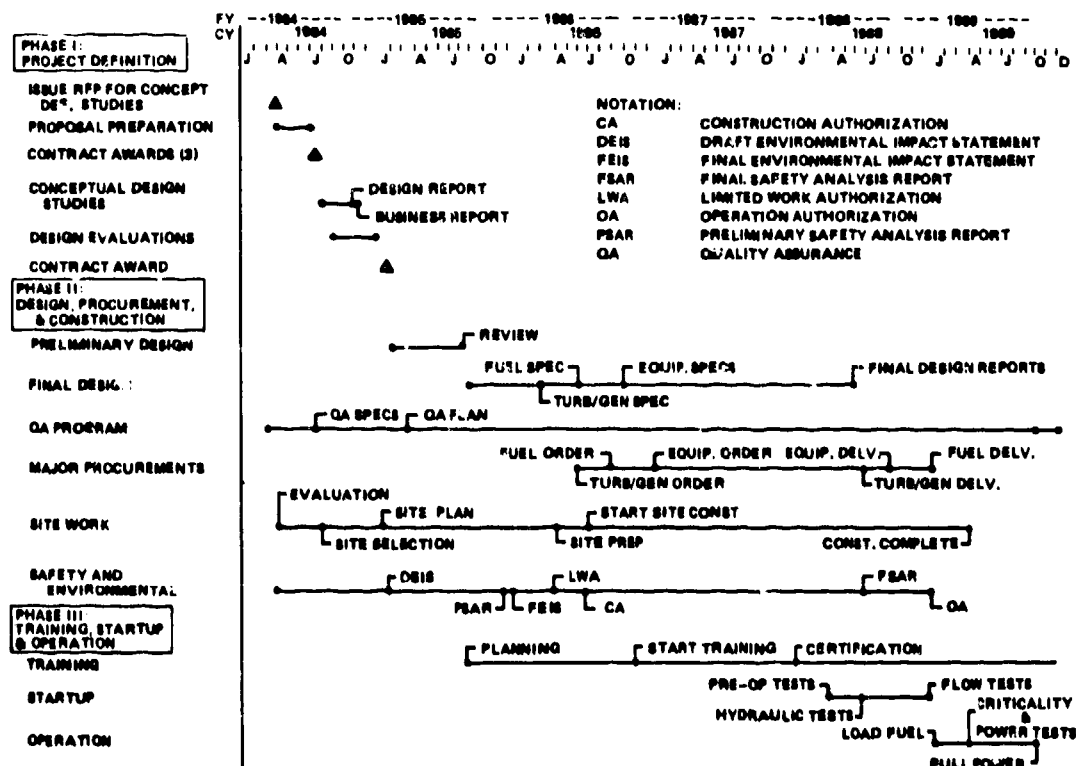 FY 1984 1985 1986 1987 1988 1989
CY 1984 1985 1986 1987 1988 1989
J A J O J A J O J A J O J A J O J A J O J A J O D
PHASE I:
PROJECT DEFINITION
ISSUE RFP FOR CONCEPT
DES. STUDIES
PROPOSAL PREPARATION
CONTRACT AWARDS (3)
CONCEPTUAL DESIGN
STUDIES
DESIGN REPORT
BUSINESS REPORT
DESIGN EVALUATIONS
CONTRACT AWARD
NOTATION:
CA CONSTRUCTION AUTHORIZATION
DEIS DRAFT ENVIRONMENTAL IMPACT STATEMENT
FEIS FINAL ENVIRONMENTAL IMPACT STATEMENT
FSAR FINAL SAFETY ANALYSIS REPORT
LWA LIMITED WORK AUTHORIZATION
OA OPERATION AUTHORIZATION
PSAR PRELIMINARY SAFETY ANALYSIS REPORT
QA QUALITY ASSURANCE
PHASE II:
DESIGN, PROCUREMENT,
& CONSTRUCTION
PRELIMINARY DESIGN
REVIEW
FINAL DESIGN
FUEL SPEC
EQUIP. SPECS
FINAL DESIGN REPORTS
TURB/GEN SPEC
QA PROGRAM
QA SPECS
QA PLAN
MAJOR PROCUREMENTS
FUEL ORDER
EQUIP. ORDER
EQUIP. DELV.
FUEL DELV.
TURB/GEN ORDER
TURB/GEN DELV.
SITE WORK
EVALUATION
SITE PLAN
START SITE CONST
SITE SELECTION
SITE PREP
CONST. COMPLETE
SAFETY AND
ENVIRONMENTAL
DEIS
LWA
FSAR
PSAR
FEIS
CA
OA
PHASE III
TRAINING, STARTUP
& OPERATION
TRAINING
PLANNING
START TRAINING
CERTIFICATION
STARTUP
PRE-OP TESTS
FLOW TESTS
HYDRAULIC TESTS
OPERATION
LOAD FUEL
CRITICALITY
&
POWER TESTS
FULL POWER